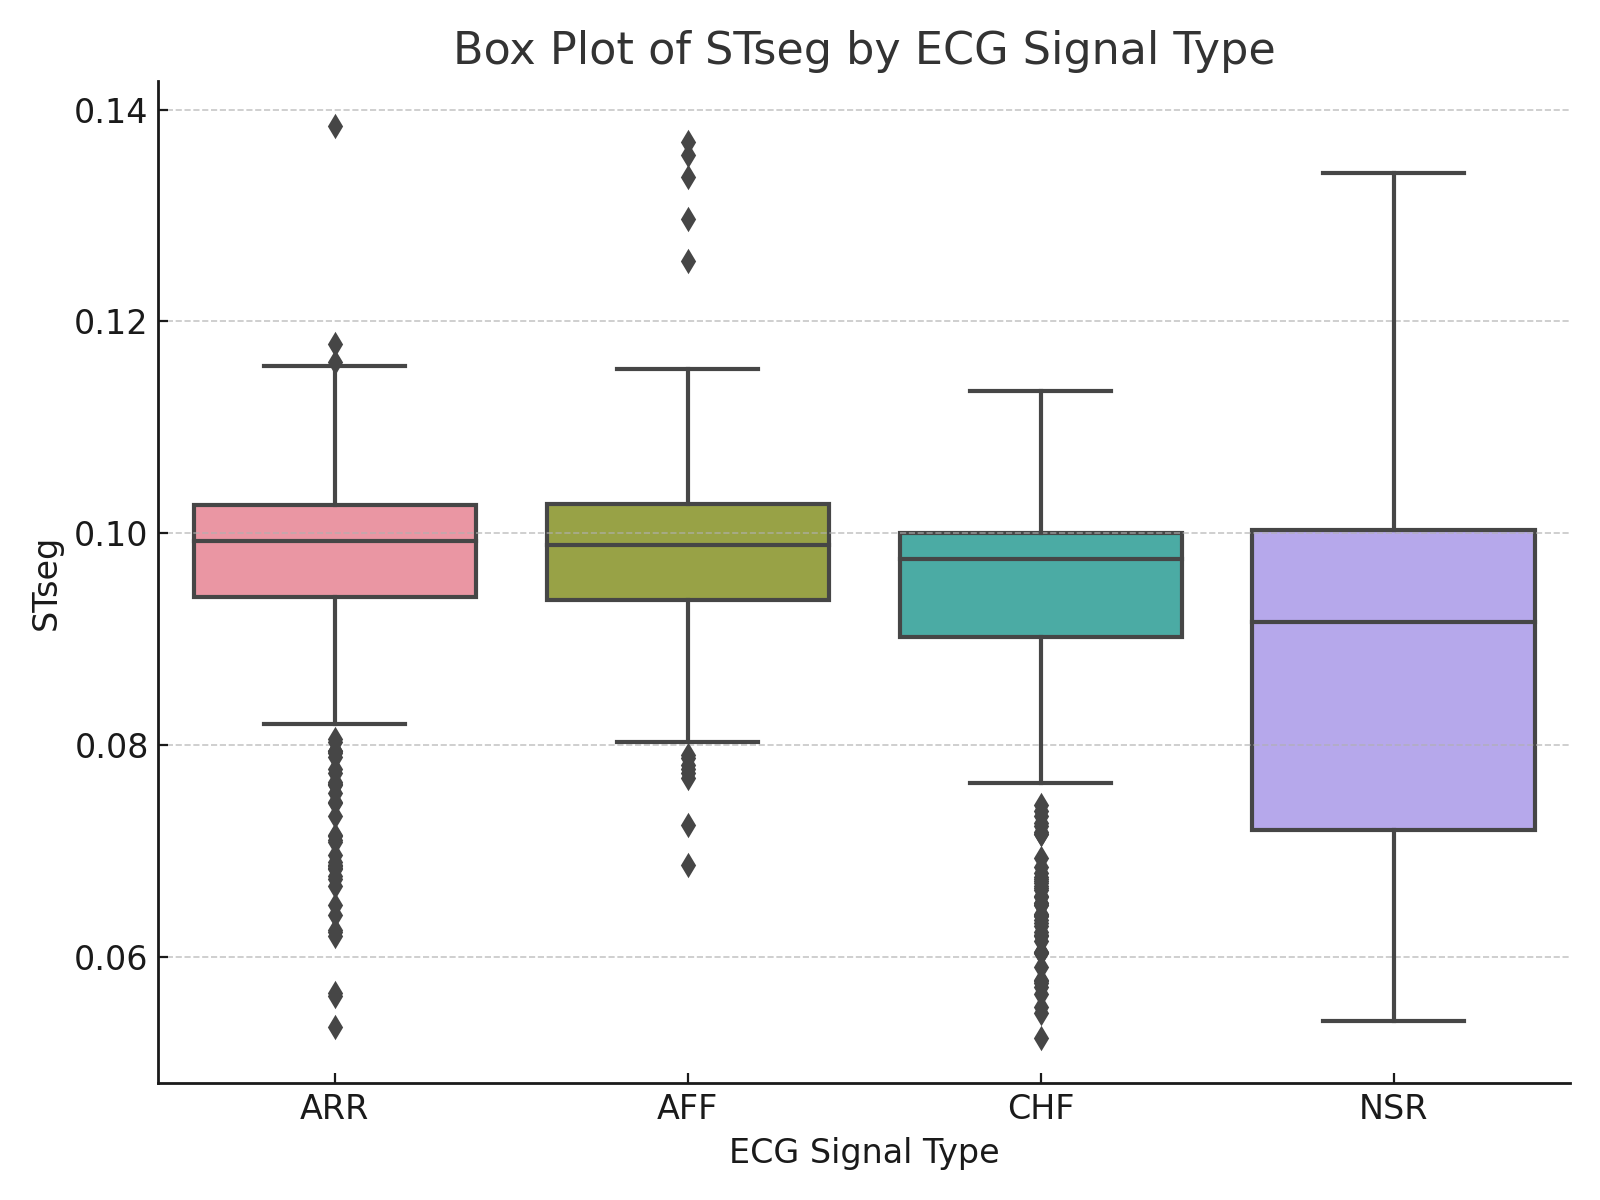 Box Plot of STseg by ECG Signal Type
0.14
0.12
0.10
0.08
0.06
STseg
ARR
AFF
CHF
NSR
ECG Signal Type